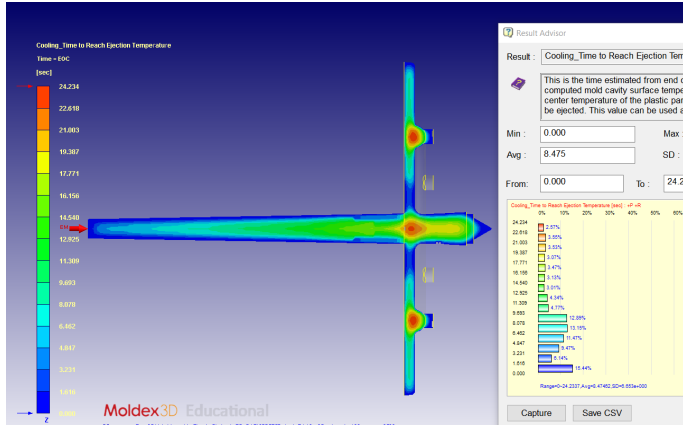 Cooling_Time to Reach Ejection Temperature
Time = EOC
[sec]
24.234
22.618
21.003
19.387
17.771
16.156
14.540
12.925
11.309
9.693
8.078
6.462
4.847
3.231
1.616
0.000
EM
Z
Moldex3D Educational
Result Advisor
Result : Cooling_Time to Reach Ejection Tem
This is the time estimated from end o
computed mold cavity surface tempe
center temperature of the plastic par
be ejected. This value can be used a
Min : 0.000 Max :
Avg : 8.475 SD :
From: 0.000 To : 24.2
Cooling_Time to Reach Ejection Temperature [sec] : +P +R
0% 10% 20% 30% 40% 50% 60%
24.234
2.57%
22.618
3.55%
21.003
3.53%
19.387
3.07%
17.771
3.47%
16.156
3.13%
14.540
3.01%
12.925
4.34%
11.309
4.77%
9.693
12.89%
8.078
13.15%
6.462
11.47%
4.847
9.47%
3.231
6.14%
1.616
15.44%
0.000
Capture Save CSV